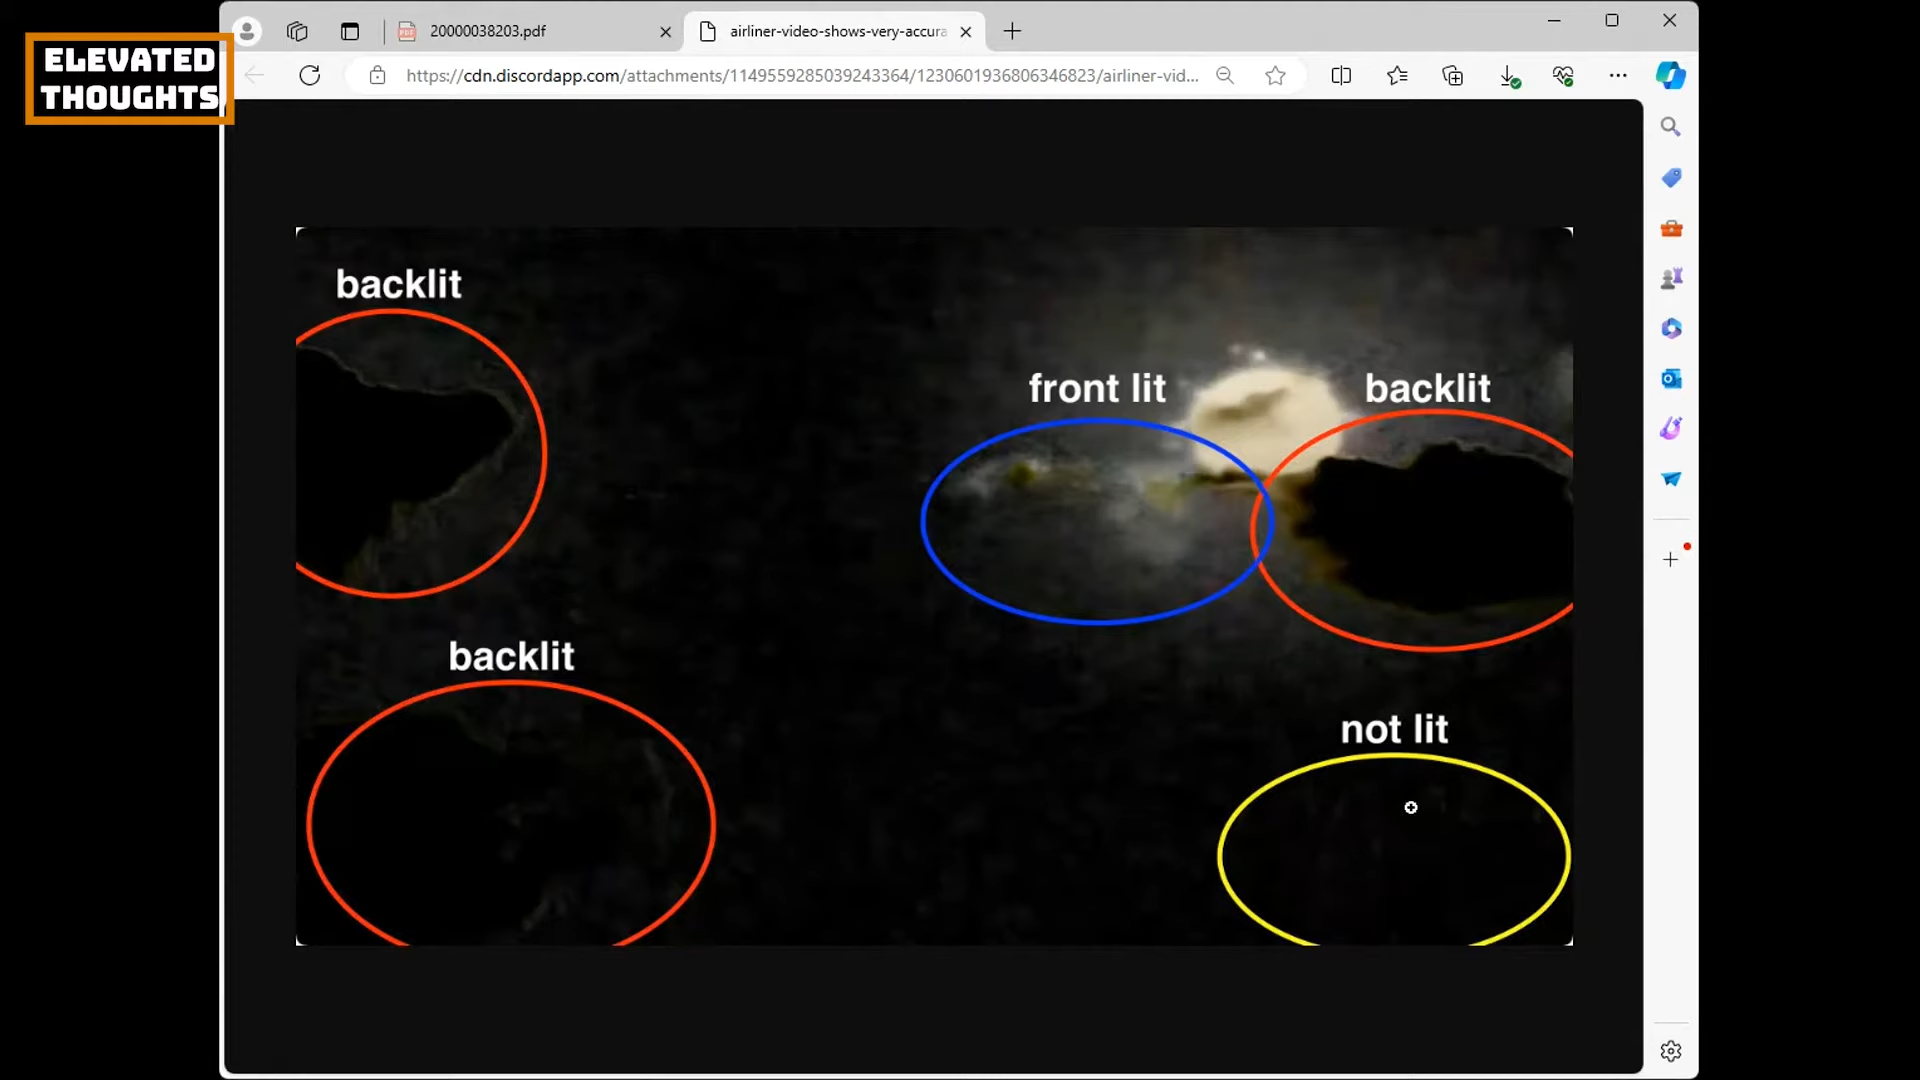 ELEVATED
THOUGHTS
20000038203.pdf
airliner-video-shows-very-accura
https://cdn.discordapp.com/attachments/1149559285039243364/1230601936806346823/airliner-vid...
backlit
front lit
backlit
backlit
not lit